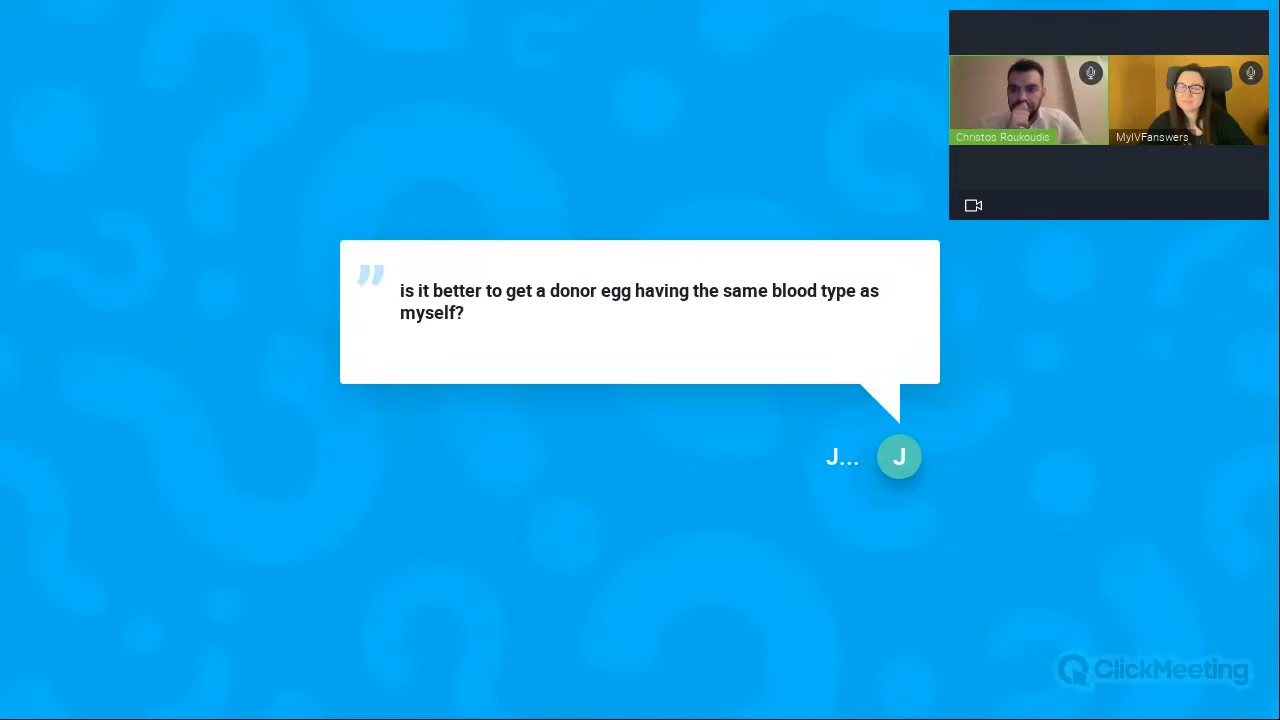 Christos Roukoudis
MyIVFanswers
is it better to get a donor egg having the same blood type as
myself?
J... J
ClickMeeting